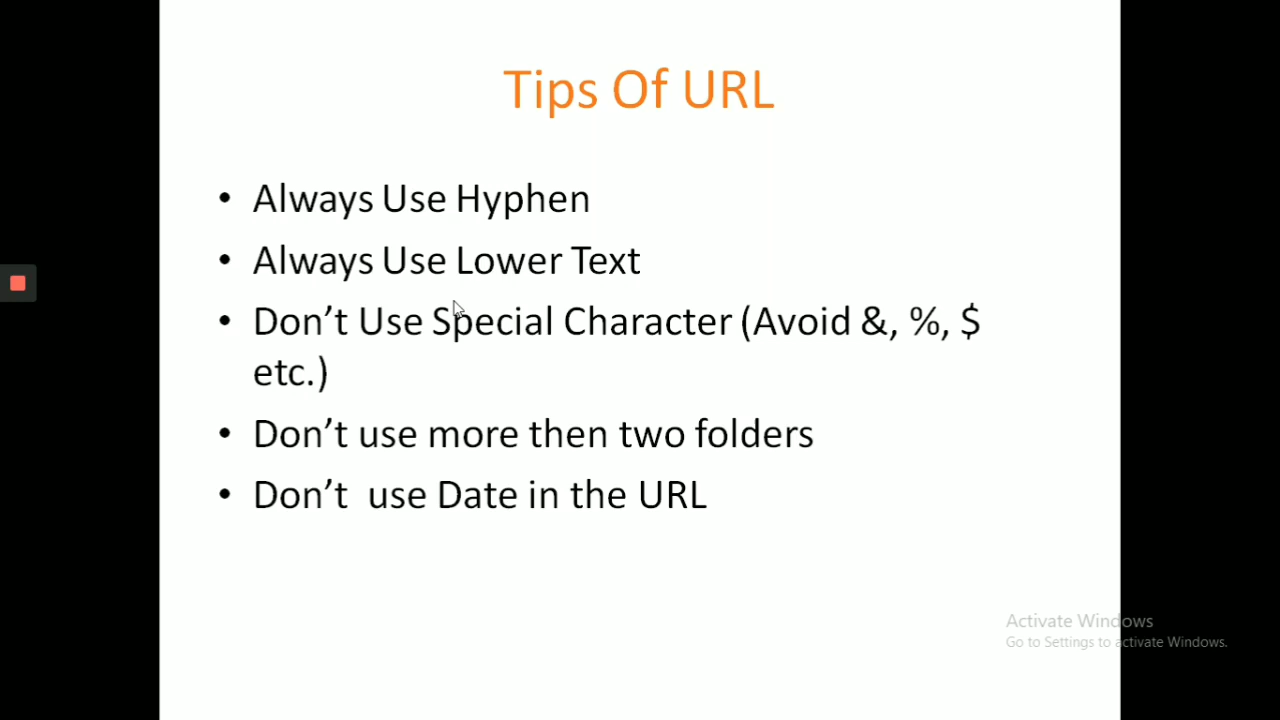 Tips Of URL
• Always Use Hyphen
• Always Use Lower Text
• Don’t Use Special Character (Avoid &, %, $
etc.)
• Don’t use more then two folders
• Don’t  use Date in the URL
Activate Windows
Go to Settings to activate Windows.